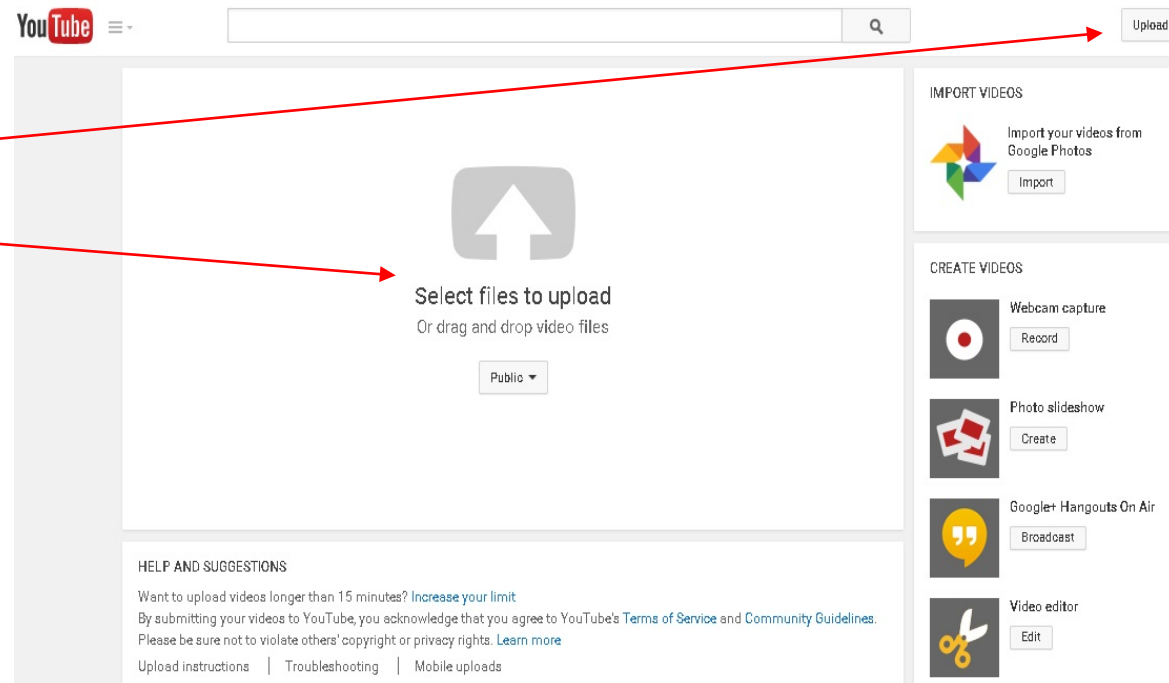 YouTube
Upload
Select files to upload
Or drag and drop video files
Public
HELP AND SUGGESTIONS
Want to upload videos longer than 15 minutes? Increase your limit
By submitting your videos to YouTube, you acknowledge that you agree to YouTube's Terms of Service and Community Guidelines.
Please be sure not to violate others' copyright or privacy rights. Learn more
Upload instructions | Troubleshooting | Mobile uploads
IMPORT VIDEOS
Import your videos from
Google Photos
Import
CREATE VIDEOS
Webcam capture
Record
Photo slideshow
Create
Google+ Hangouts On Air
Broadcast
Video editor
Edit